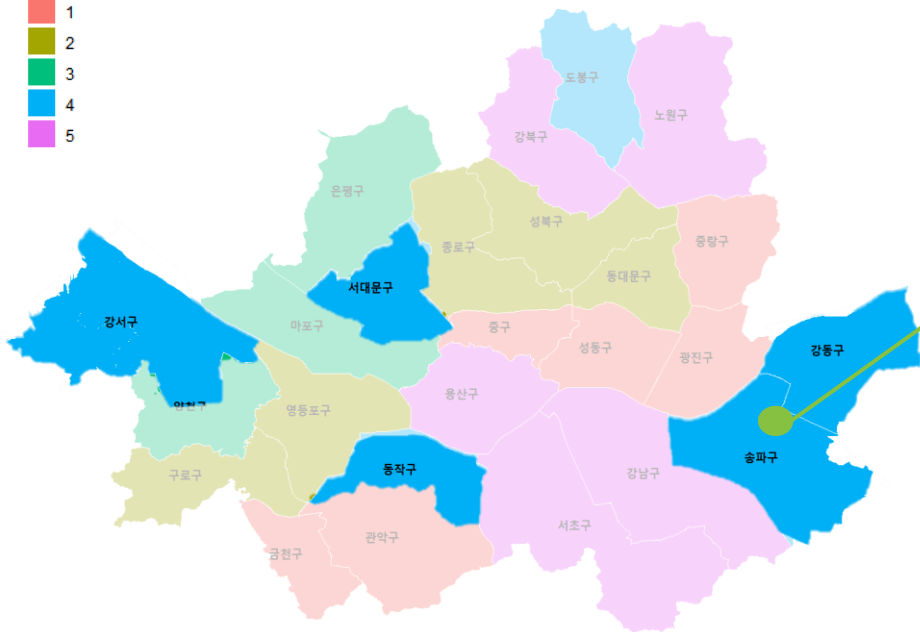 1
2
3
4
5
도봉구
노원구
강북구
은평구
성북구
종로구
중랑구
동대문구
서대문구
강서구
마포구
중구
성동구
광진구
강동구
용산구
양천구
영등포구
송파구
동작구
강남구
구로구
서초구
관악구
금천구